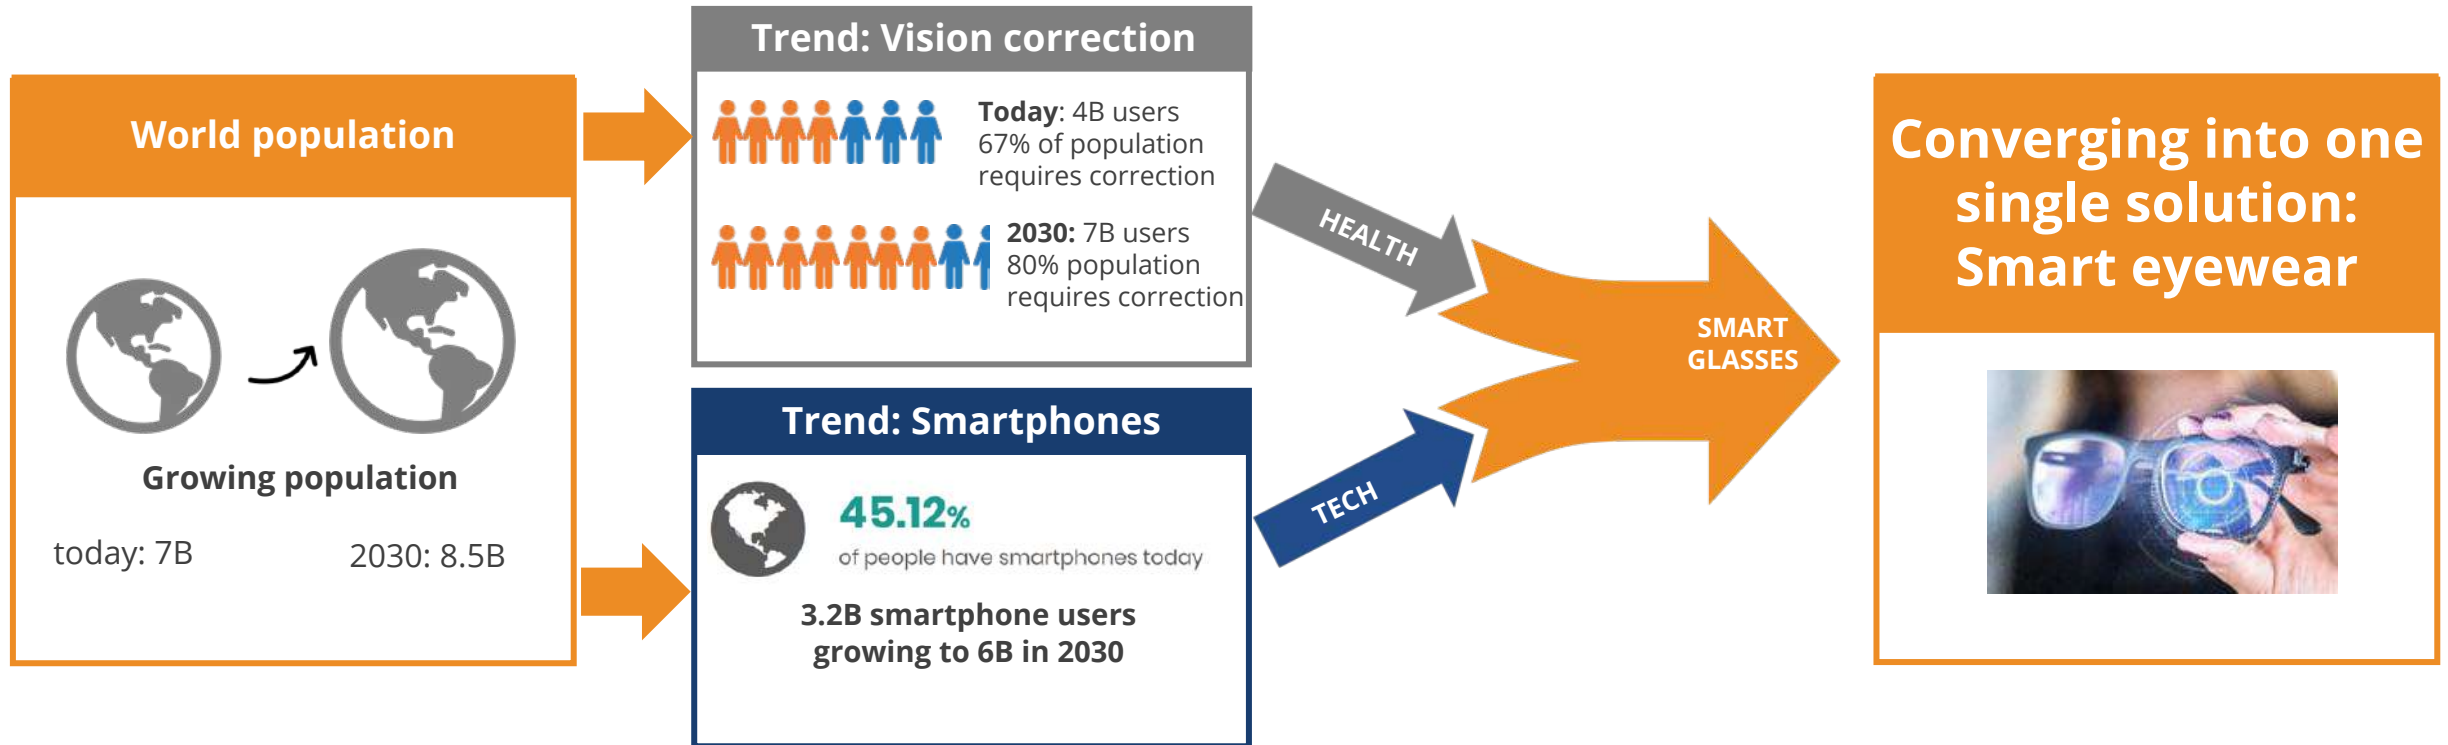 World population
Growing population
today: 7B
2030: 8.5B
Trend: Vision correction
Today: 4B users
67% of population
requires correction
2030: 7B users
80% population
requires correction
Trend: Smartphones
45.12%
of people have smartphones today
3.2B smartphone users
growing to 6B in 2030
HEALTH
TECH
SMART
GLASSES
Converging into one
single solution:
Smart eyewear